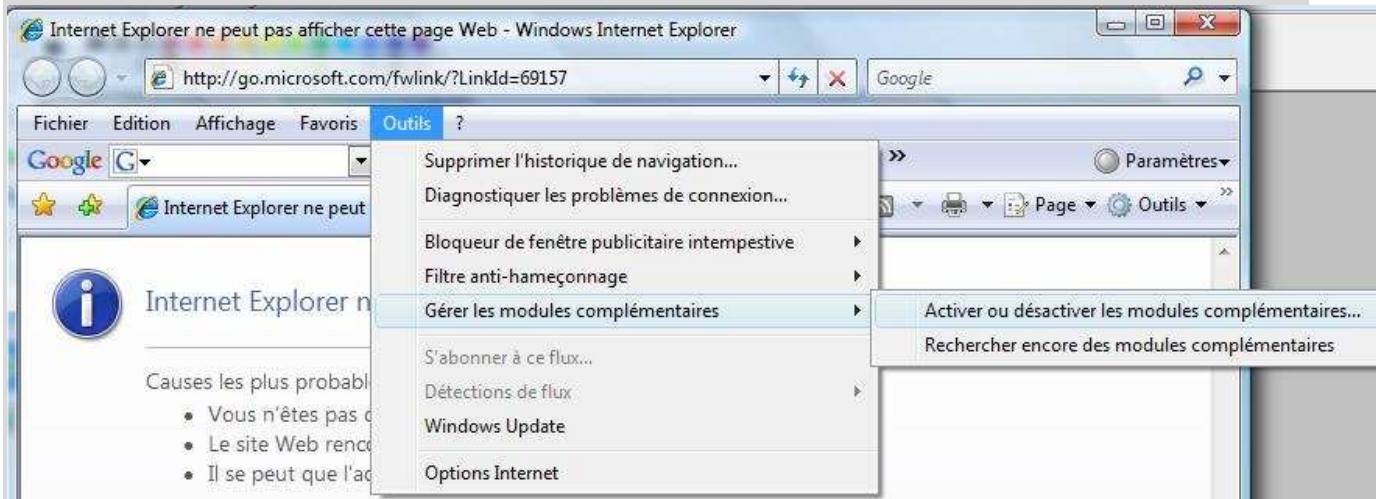 Internet Explorer ne peut pas afficher cette page Web - Windows Internet Explorer
http://go.microsoft.com/fwlink/?LinkId=69157
Google
Fichier Edition Affichage Favoris Outils ?
Google G
»
Paramètres
Internet Explorer ne peut
Page Outils »
Supprimer l'historique de navigation...
Diagnostiquer les problèmes de connexion...
Bloqueur de fenêtre publicitaire intempestive
Filtre anti-hameçonnage
Gérer les modules complémentaires
Activer ou désactiver les modules complémentaires...
Rechercher encore des modules complémentaires
S'abonner à ce flux...
Détections de flux
Windows Update
Options Internet
Internet Explorer n
Causes les plus probabl
• Vous n'êtes pas
• Le site Web renc
• Il se peut que l'a